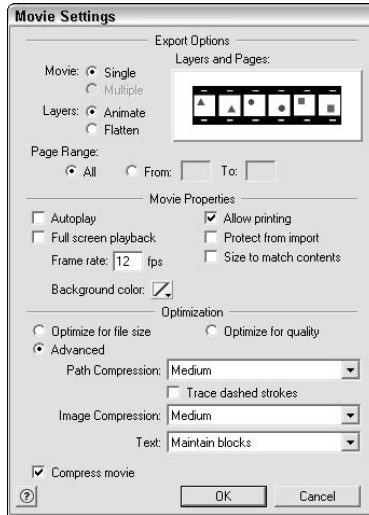 Movie Settings
Export Options
Movie: Single
Multiple
Layers and Pages:
Layers: Animate
Flatten
Page Range:
All From: To:
Movie Properties
Autoplay Allow printing
Full screen playback Protect from import
Frame rate: 12 fps Size to match contents
Background color:
Optimization
Optimize for file size Optimize for quality
Advanced
Path Compression: Medium
Trace dashed strokes
Image Compression: Medium
Text: Maintain blocks
Compress movie
? OK Cancel